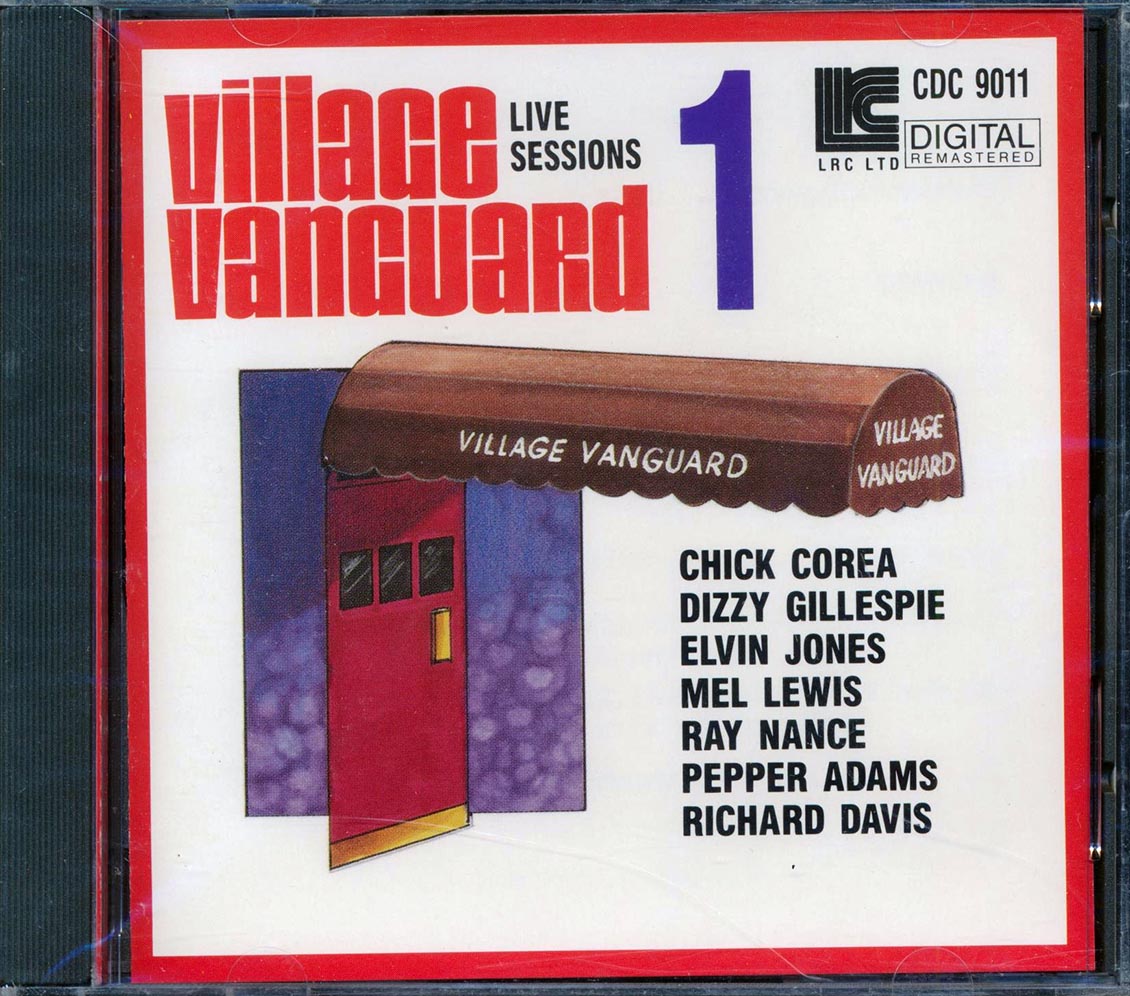 Village
Vanguard
LIVE
SESSIONS
1
LRC
LRC LTD
CDC 9011
DIGITAL
REMASTERED
VILLAGE VANGUARD
VILLAGE
VANGUARD
CHICK COREA
DIZZY GILLESPIE
ELVIN JONES
MEL LEWIS
RAY NANCE
PEPPER ADAMS
RICHARD DAVIS